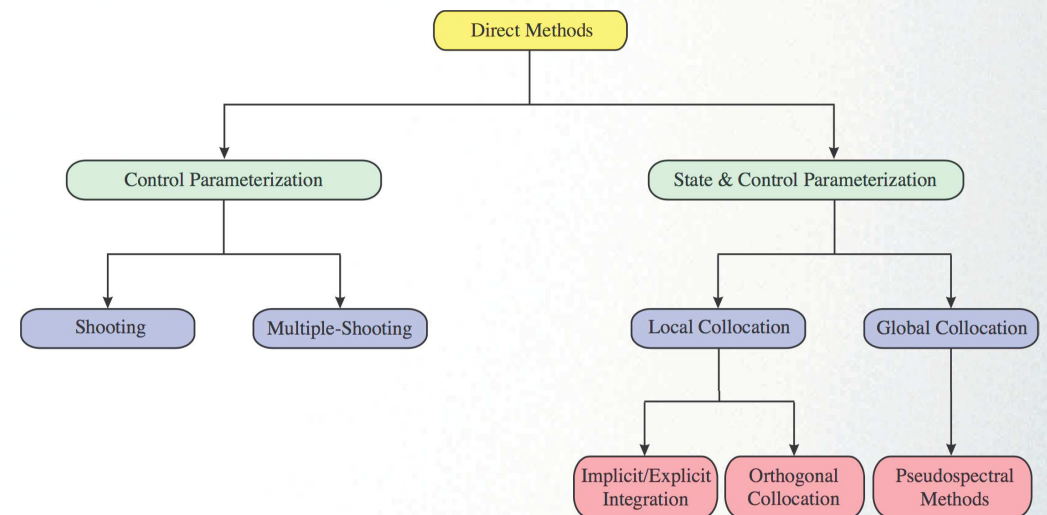 Direct Methods
Control Parameterization
State & Control Parameterization
Shooting
Multiple-Shooting
Local Collocation
Global Collocation
Implicit/Explicit
Integration
Orthogonal
Collocation
Pseudospectral
Methods